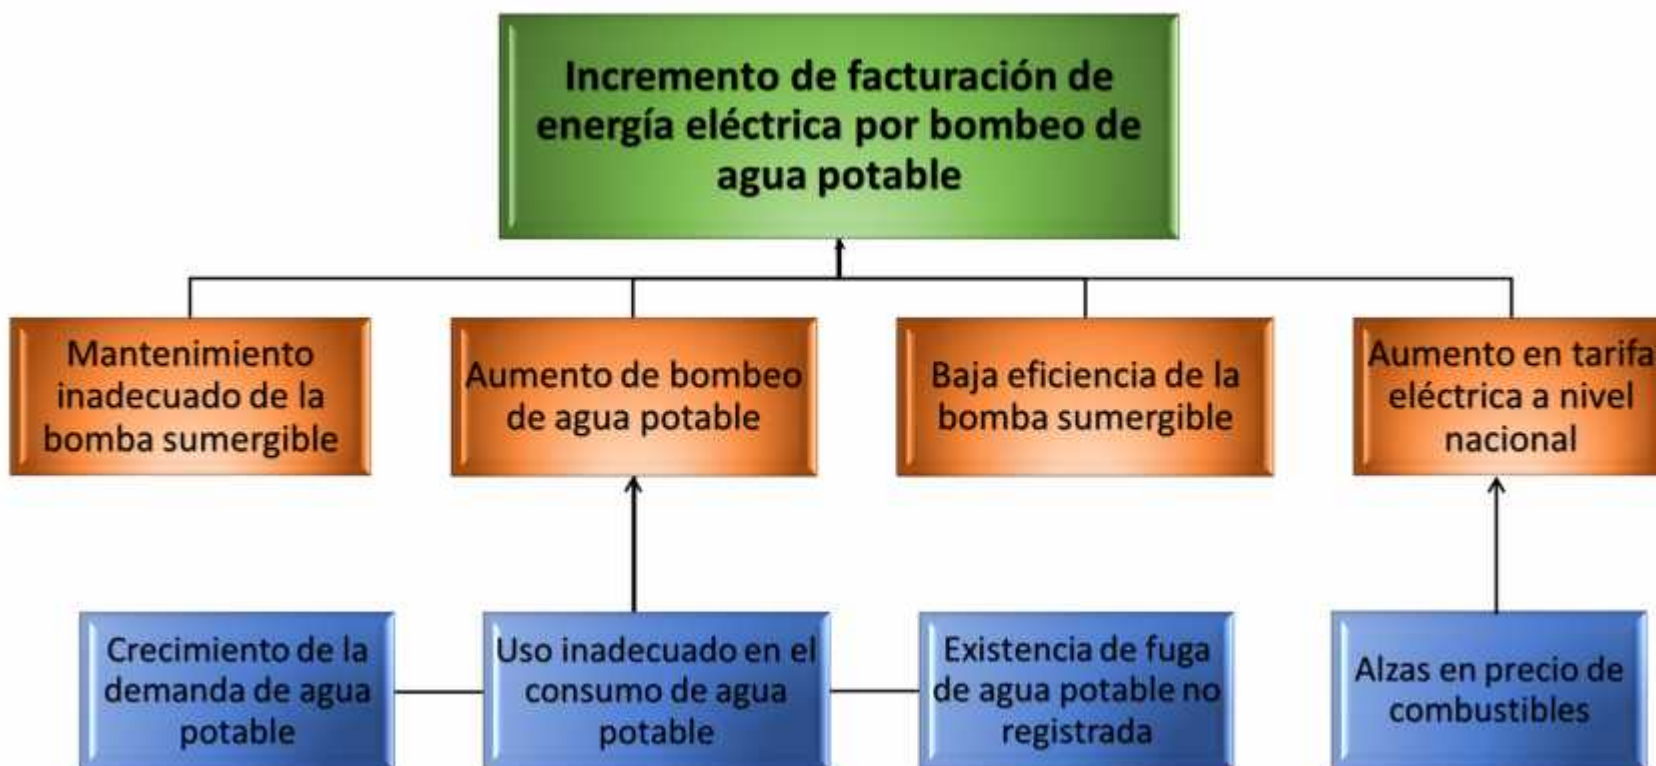 Incremento de facturación de
energía eléctrica por bombeo de
agua potable
Mantenimiento
inadecuado de la
bomba sumergible
Aumento de bombeo
de agua potable
Baja eficiencia de la
bomba sumergible
Aumento en tarifa
eléctrica a nivel
nacional
Crecimiento de la
demanda de agua
potable
Uso inadecuado en el
consumo de agua
potable
Existencia de fuga
de agua potable no
registrada
Alzas en precio de
combustibles